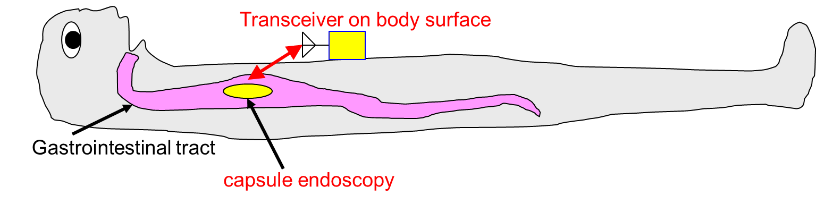 Transceiver on body surface
Gastrointestinal tract
capsule endoscopy